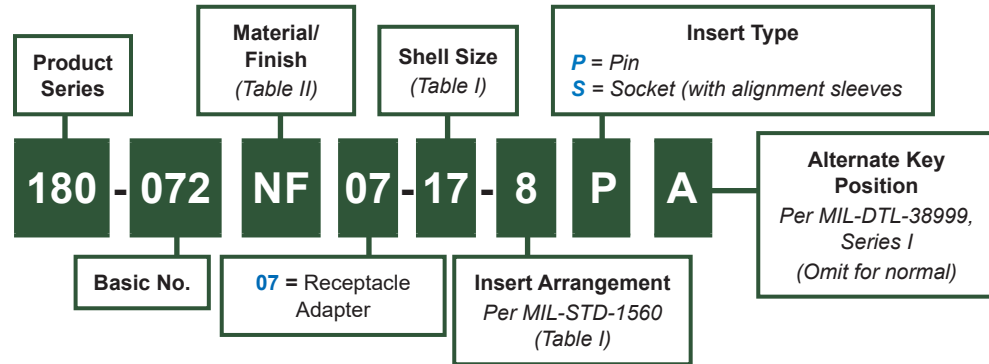 Product
Series
Material/
Finish
(Table II)
Shell Size
(Table I)
Insert Type
P = Pin
S = Socket (with alignment sleeves
180-072 NF 07-17-8 P A
Basic No.
07 = Receptacle
Adapter
Insert Arrangement
Per MIL-STD-1560
(Table I)
Alternate Key
Position
Per MIL-DTL-38999,
Series I
(Omit for normal)